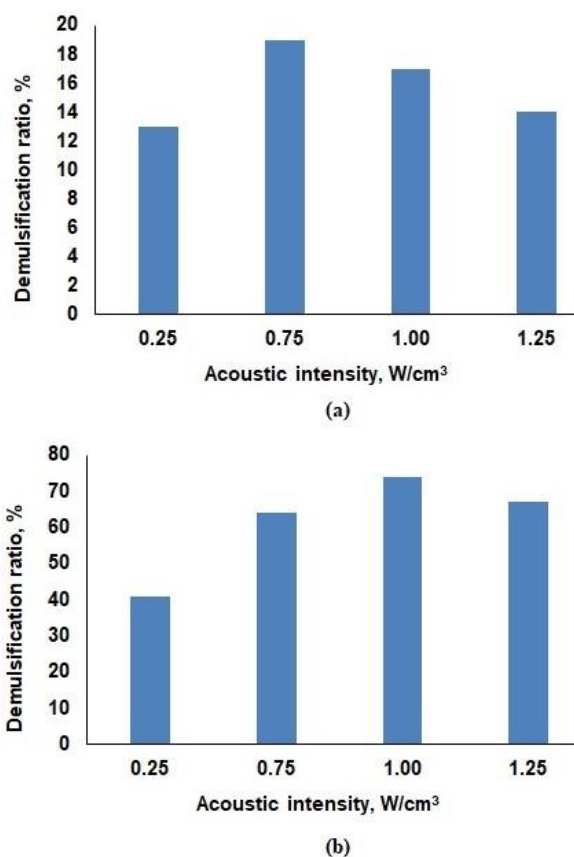 20
18
16
14
12
10
8
6
4
2
0
Demulsification ratio, %
0.25 0.75 1.00 1.25
Acoustic intensity, W/cm³
(a)
80
70
60
50
40
30
20
10
0
Demulsification ratio, %
0.25 0.75 1.00 1.25
Acoustic intensity, W/cm³
(b)